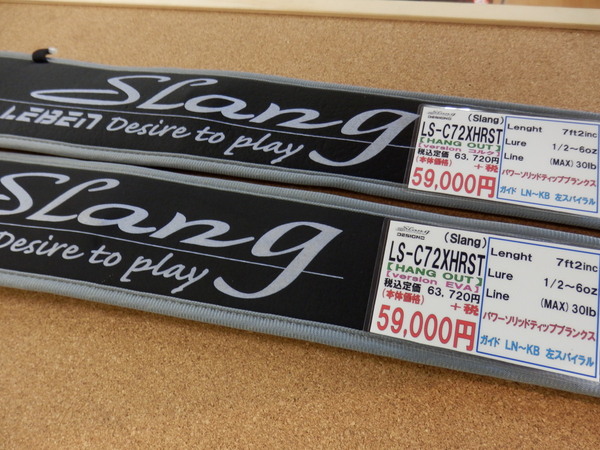 Slang
LEBEN Desire to play
Slang
DESIGNO
(Slang)
LS-C72XHRST
【HANG OUT】
【version コルク】
税込定価 63,720円
(本体価格) +税
59,000円
Lenght 7ft2inc
Lure 1/2~6oz
Line (MAX) 30lb
パワーソリッドティップブランクス
ガイド LN~KB 左スパイラル
Slang
Desire to play
Slang
DESIGNO
(Slang)
LS-C72XHRST
【HANG OUT】
【version EVA】
税込定価 63,720円
(本体価格) +税
59,000円
Lenght 7ft2inc
Lure 1/2~6oz
Line (MAX) 30lb
パワーソリッドティップブランクス
ガイド LN~KB 左スパイラル